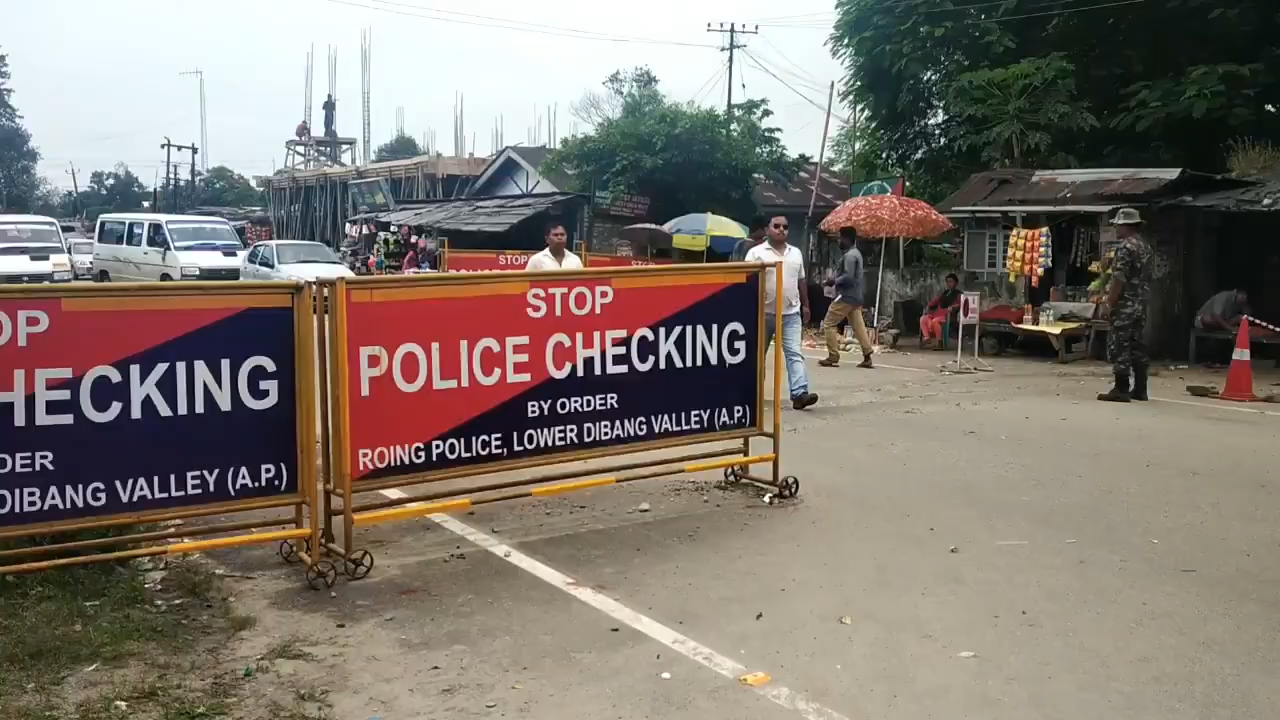 OP
HECKING
DER
DIBANG VALLEY (A.P.)
STOP
POLICE CHECKING
BY ORDER
ROING POLICE, LOWER DIBANG VALLEY (A.P.)
STOP